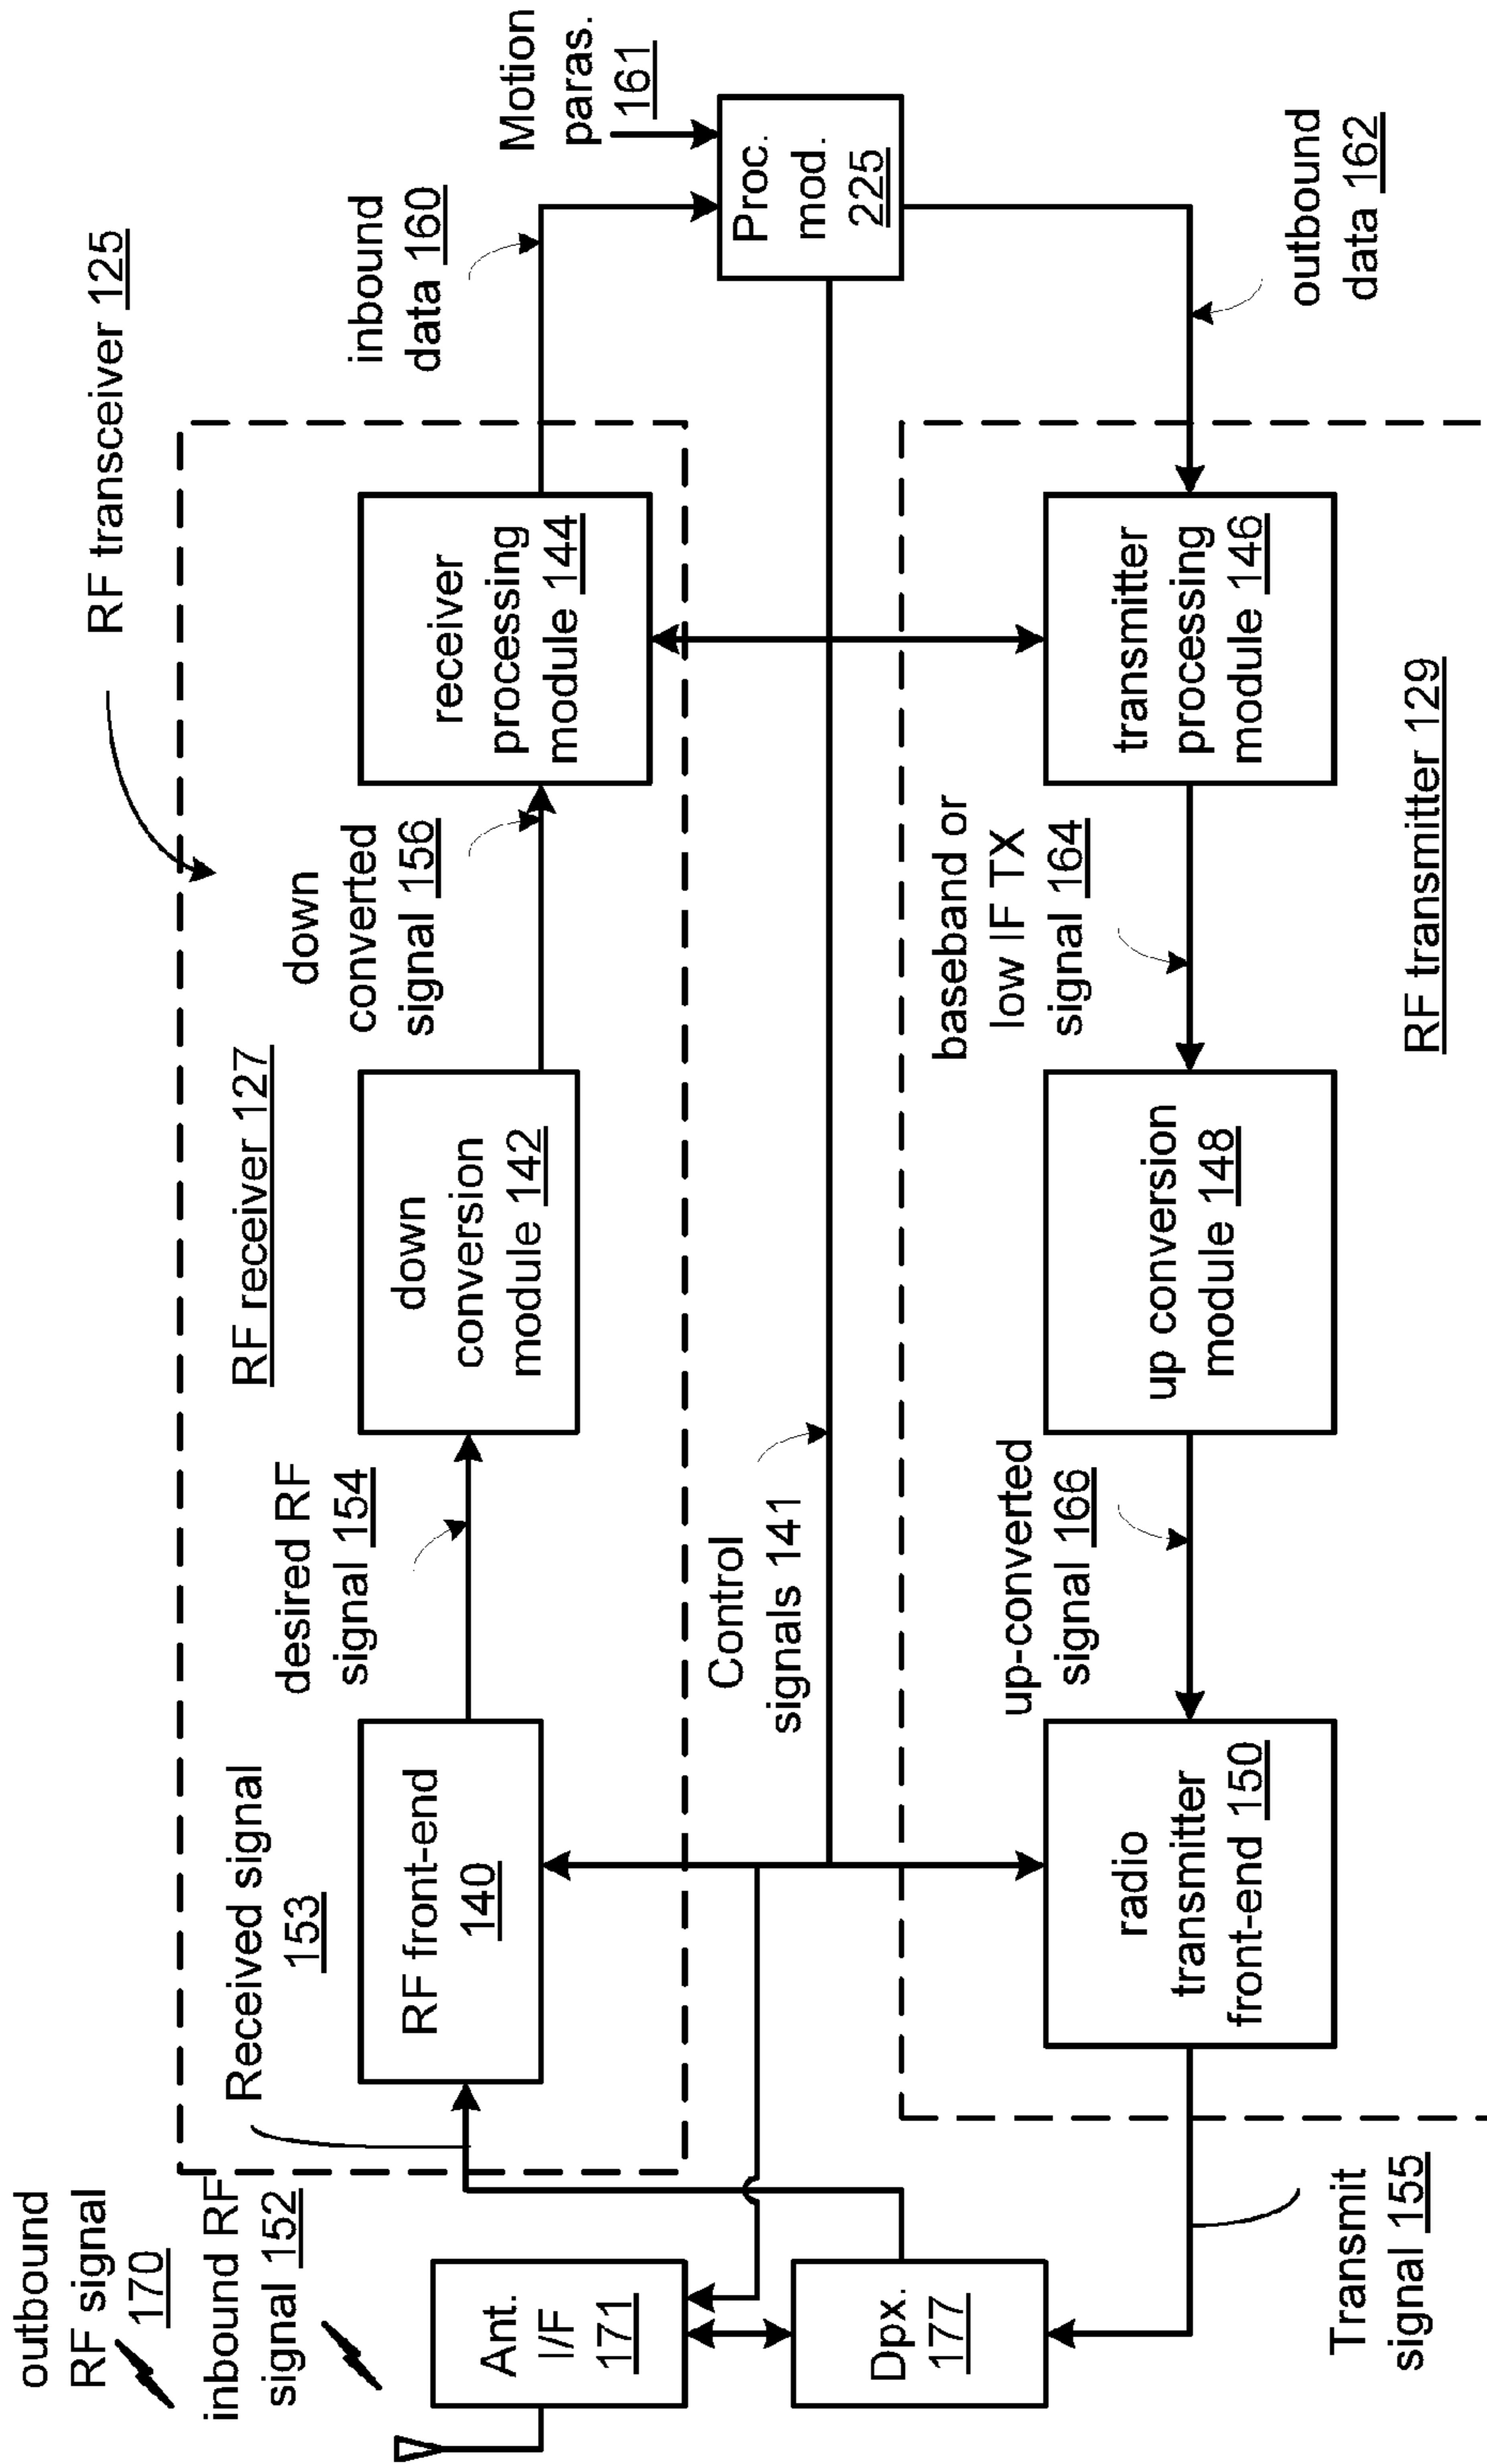 RF transceiver 125
outbound
RF signal
170
inbound RF
signal 152
Received signal
153
RF receiver 127
desired RF
signal 154
down
converted
signal 156
inbound
data 160
Motion
paras.
161
Ant.
I/F
171
RF front-end
140
down
conversion
module 142
receiver
processing
module 144
Proc.
mod.
225
Control
signals 141
Dpx.
177
up-converted
signal 166
baseband or
low IF TX
signal 164
outbound
data 162
radio
transmitter
front-end 150
up conversion
module 148
transmitter
processing
module 146
Transmit
signal 155
RF transmitter 129